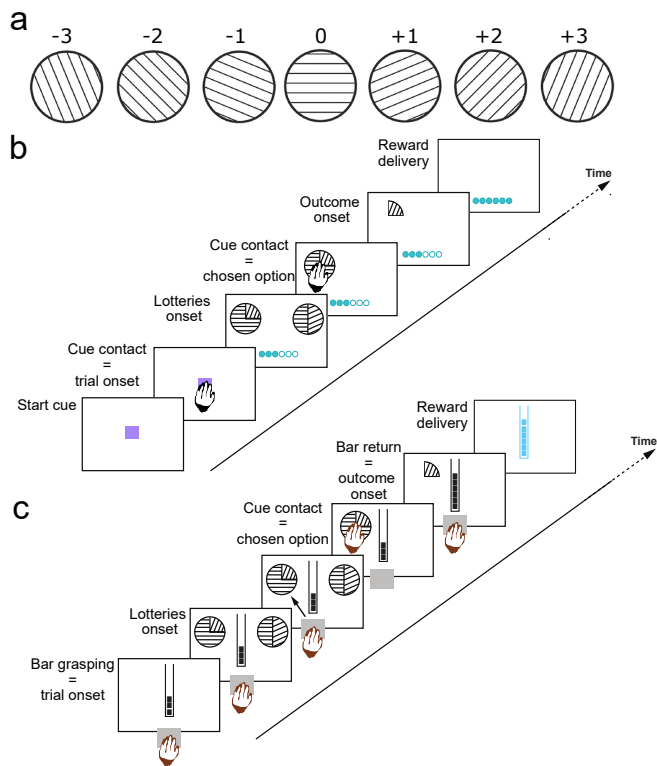 a
-3 -2 -1 0 +1 +2 +3
b
Reward
delivery
Time
Outcome
onset
Cue contact
=
chosen option
Lotteries
onset
Cue contact
=
trial onset
Start cue
Reward
delivery
Time
Bar return
=
outcome
onset
c
Cue contact
=
chosen option
Lotteries
onset
Bar grasping
=
trial onset